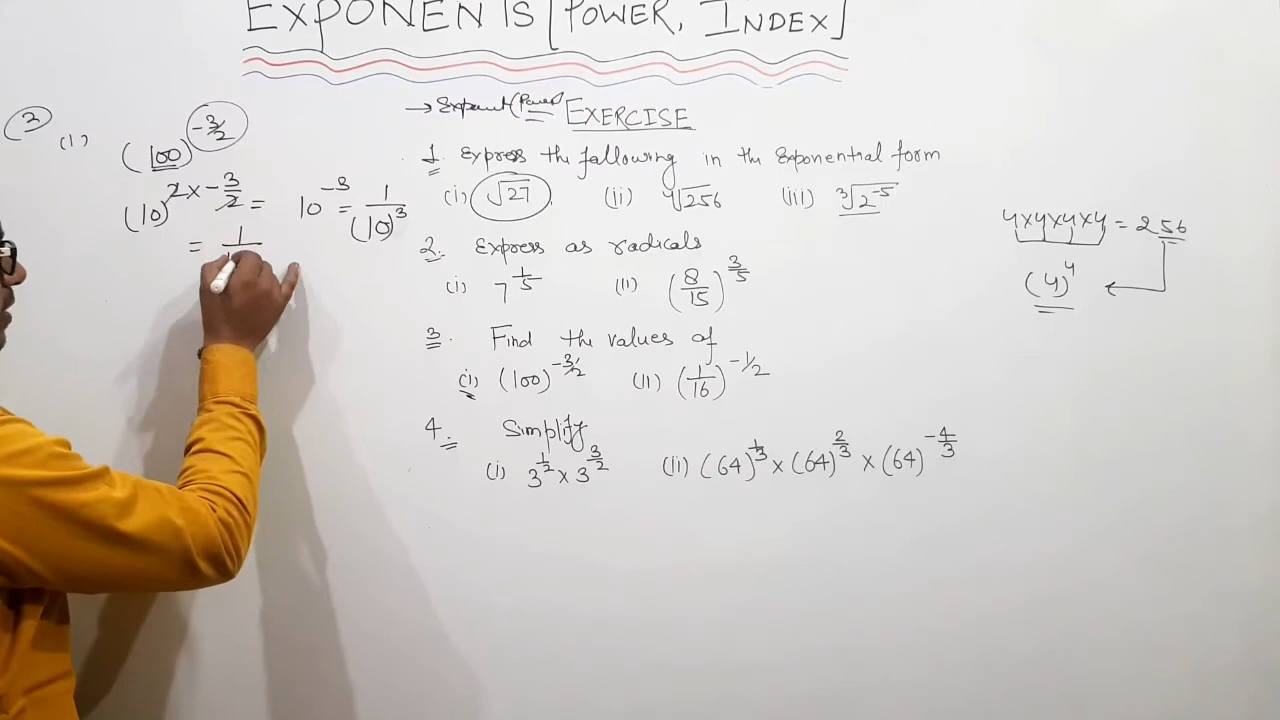 EXPONENTS [POWER, INDEX]
→ Exponent (Power) EXERCISE
1. Express the following in the Exponential form
(i) √27 (ii) ∜256 (iii) ∛2⁻⁵
2. Express as radicals
(i) 7^(1/5) (ii) (8/15)^(3/5)
3. Find the values of
(i) (100)^(-3/2) (ii) (1/16)^(-1/2)
4. Simplify
(i) 3^(1/2) × 3^(3/2) (ii) (64)^(1/3) × (64)^(2/3) × (64)^(-4/3)
(3) (i) (100)^(-3/2)
(10)^(2 × -3/2) = 10^(-3) = 1/(10)^3
= 1
4×4×4×4 = 256
(4)^4